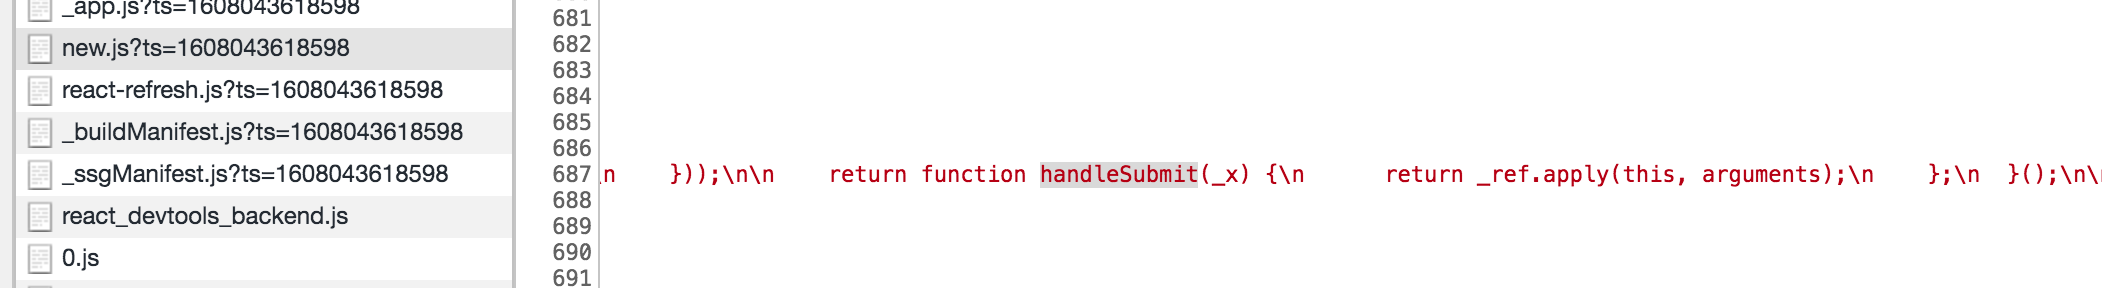 _app.js?ts=1608043618598
new.js?ts=1608043618598
react-refresh.js?ts=1608043618598
_buildManifest.js?ts=1608043618598
_ssgManifest.js?ts=1608043618598
react_devtools_backend.js
0.js
681
682
683
684
685
686
687 \n    }));\n\n    return function handleSubmit(_x) {\n      return _ref.apply(this, arguments);\n    };\n  }();\n\n
688
689
690
691